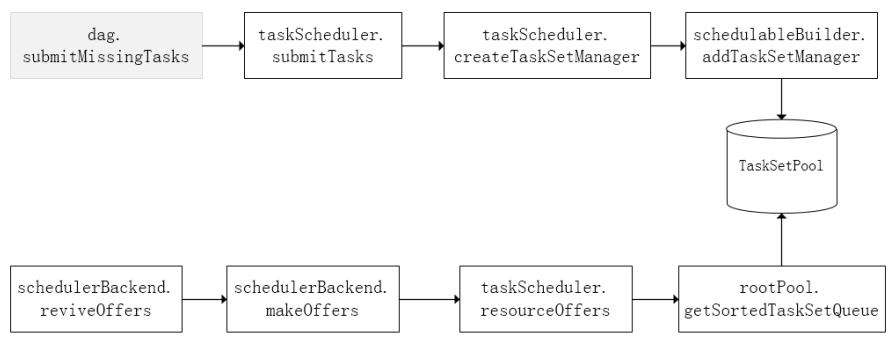 dag.
submitMissingTasks
taskScheduler.
submitTasks
taskScheduler.
createTaskSetManager
schedulableBuilder.
addTaskSetManager
TaskSetPool
schedulerBackend.
reviveOffers
schedulerBackend.
makeOffers
taskScheduler.
resourceOffers
rootPool.
getSortedTaskSetQueue